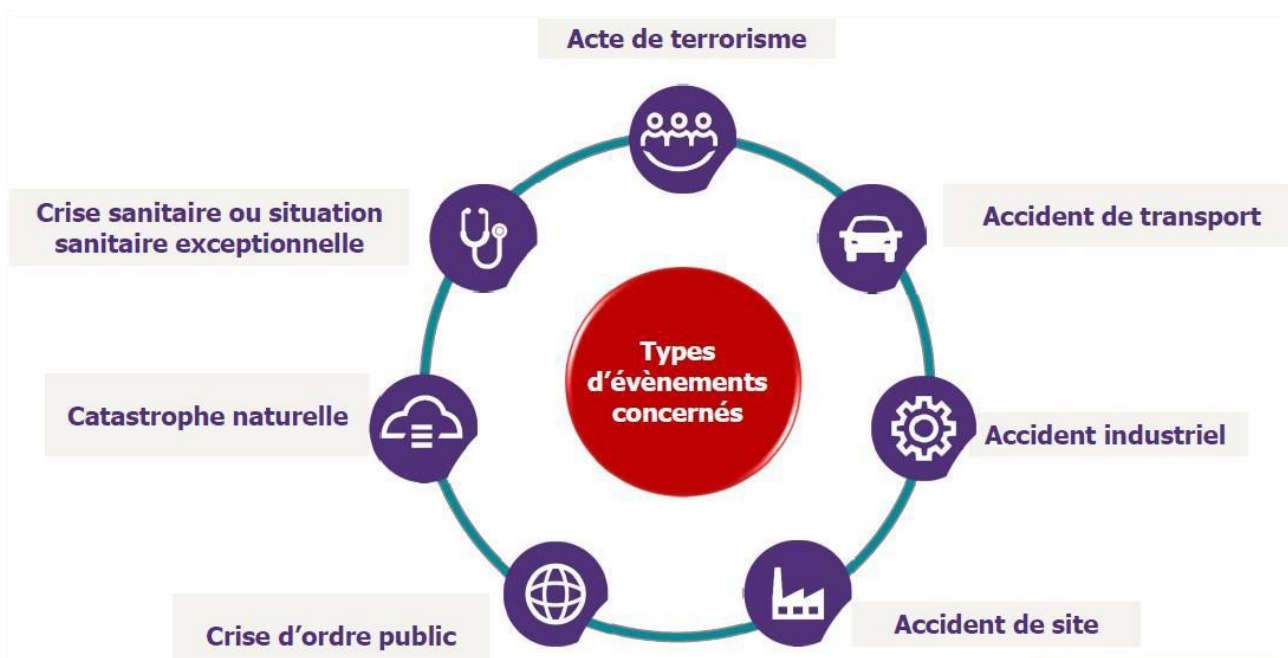 Acte de terrorisme
Crise sanitaire ou situation
sanitaire exceptionnelle
Accident de transport
Types
d'évènements
concernés
Catastrophe naturelle
Accident industriel
Crise d'ordre public
Accident de site